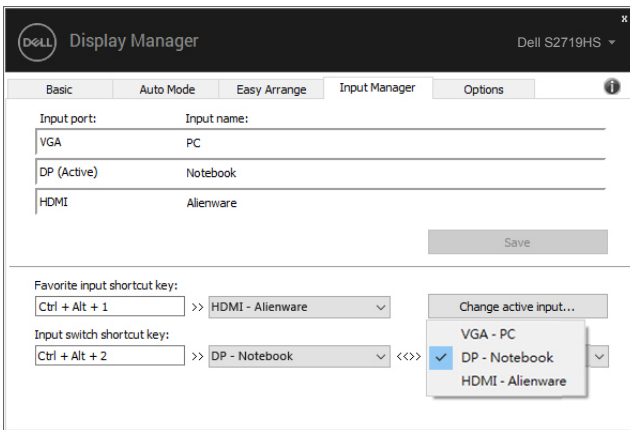 x
DELL
Display Manager
Dell S2719HS
Basic Auto Mode Easy Arrange Input Manager Options i
Input port: Input name:
VGA PC
DP (Active) Notebook
HDMI Alienware
Save
Favorite input shortcut key:
Ctrl + Alt + 1 >> HDMI - Alienware Change active input...
Input switch shortcut key:
Ctrl + Alt + 2 >> DP - Notebook <<>>
VGA - PC
DP - Notebook
HDMI - Alienware